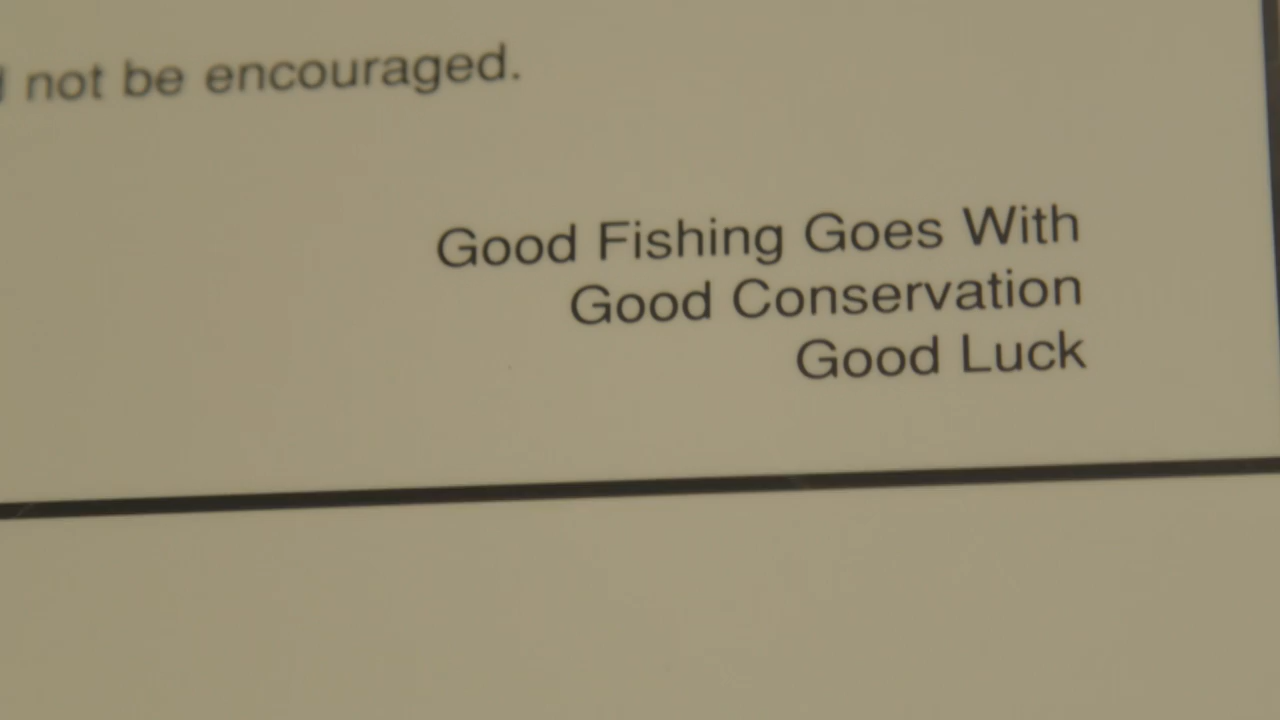 not be encouraged.
Good Fishing Goes With
Good Conservation
Good Luck